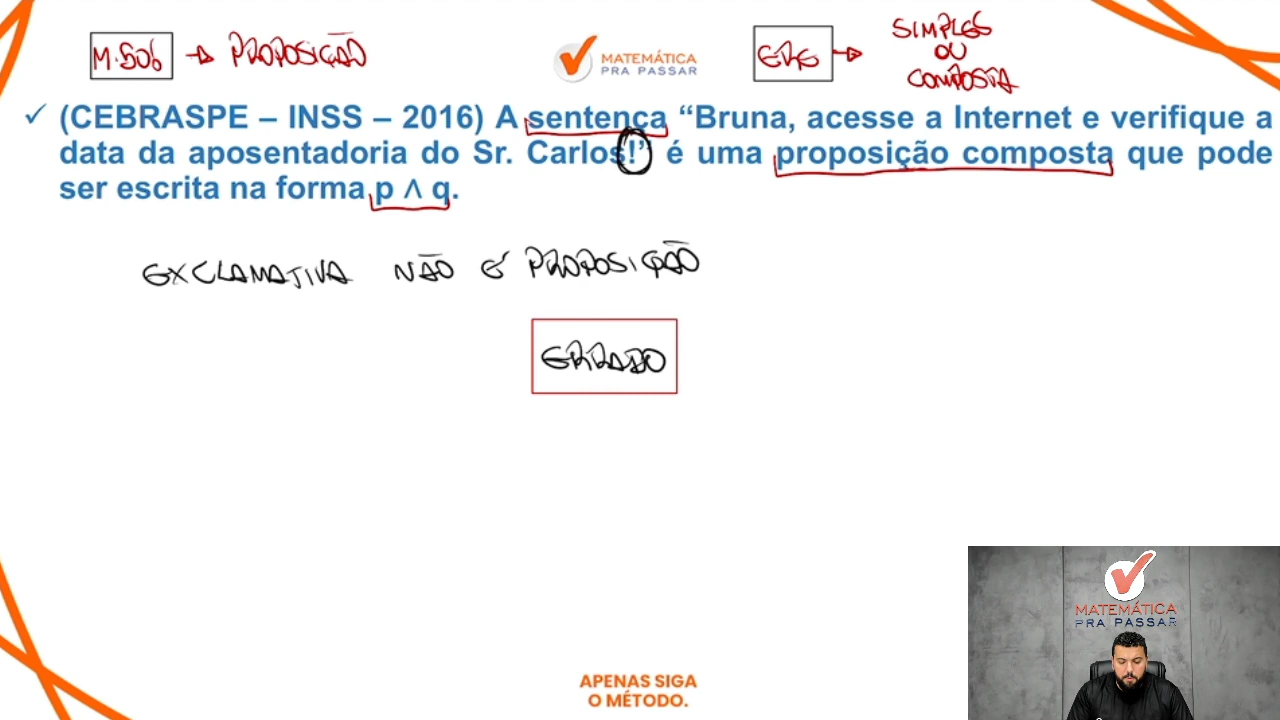 M.506 → PROPOSIÇÃO
MATEMÁTICA
PRA PASSAR
SIMPLES
OU
COMPOSTA
✓ (CEBRASPE – INSS – 2016) A sentença “Bruna, acesse a Internet e verifique a
data da aposentadoria do Sr. Carlos!” é uma proposição composta que pode
ser escrita na forma p ∧ q.
EXCLAMATIVA NÃO É PROPOSIÇÃO
ERRADO
MATEMÁTICA
PRA PASSAR
APENAS SIGA
O MÉTODO.